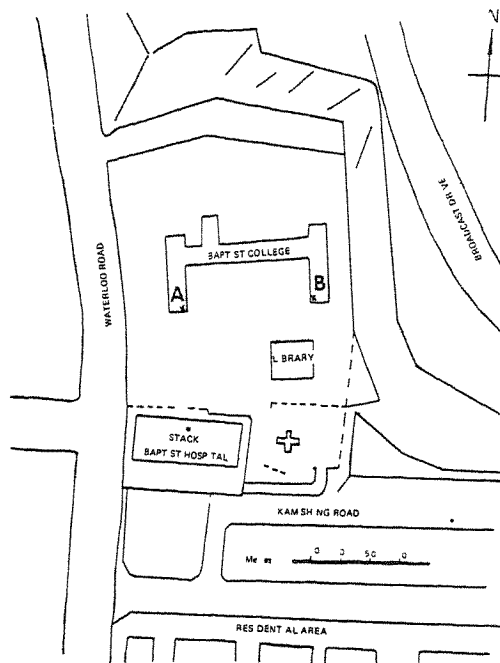 N
BROADCAST DR VE
WATERLOO ROAD
BAPT ST COLLEGE
A
B
L BRARY
STACK
BAPT ST HOSP TAL
KAM SH NG ROAD
50
RES DENT AL AREA